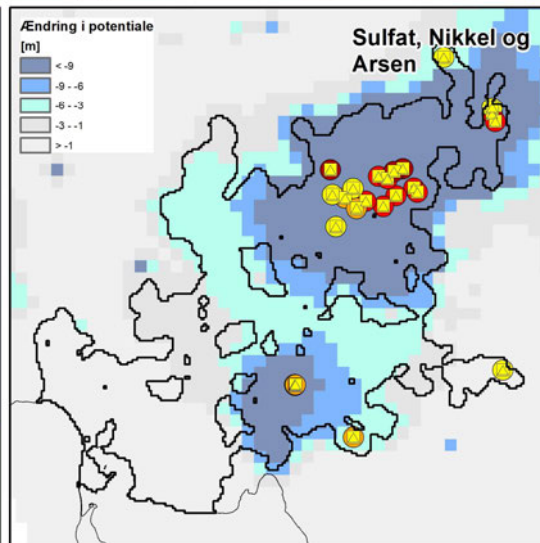 Ændring i potentiale
[m]
< -9
-9 - -6
-6 - -3
-3 - -1
> -1
Sulfat, Nikkel og
Arsen